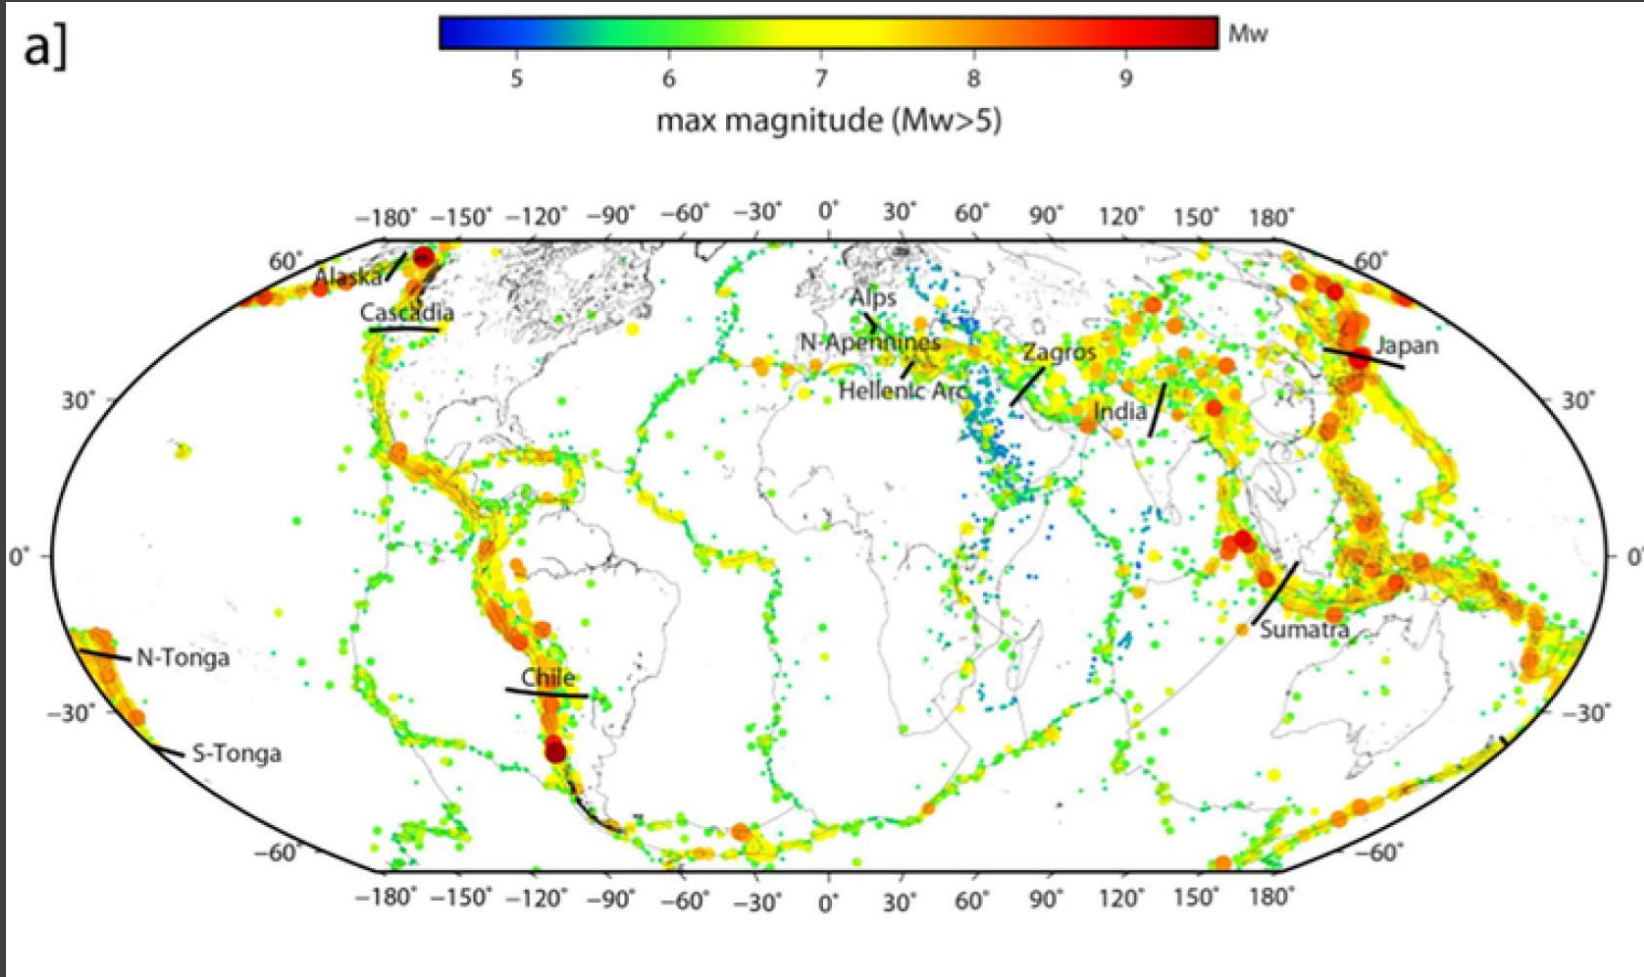 a]
Mw
5 6 7 8 9
max magnitude (Mw>5)
−180° −150° −120° −90° −60° −30° 0° 30° 60° 90° 120° 150° 180°
60° 60°
Alaska
Alps
Cascadia
N-Apennines
Zagros
Japan
Hellenic Arc
30° India 30°
0° 0°
Sumatra
N-Tonga
Chile
−30° −30°
S-Tonga
−60° −60°
−180° −150° −120° −90° −60° −30° 0° 30° 60° 90° 120° 150° 180°